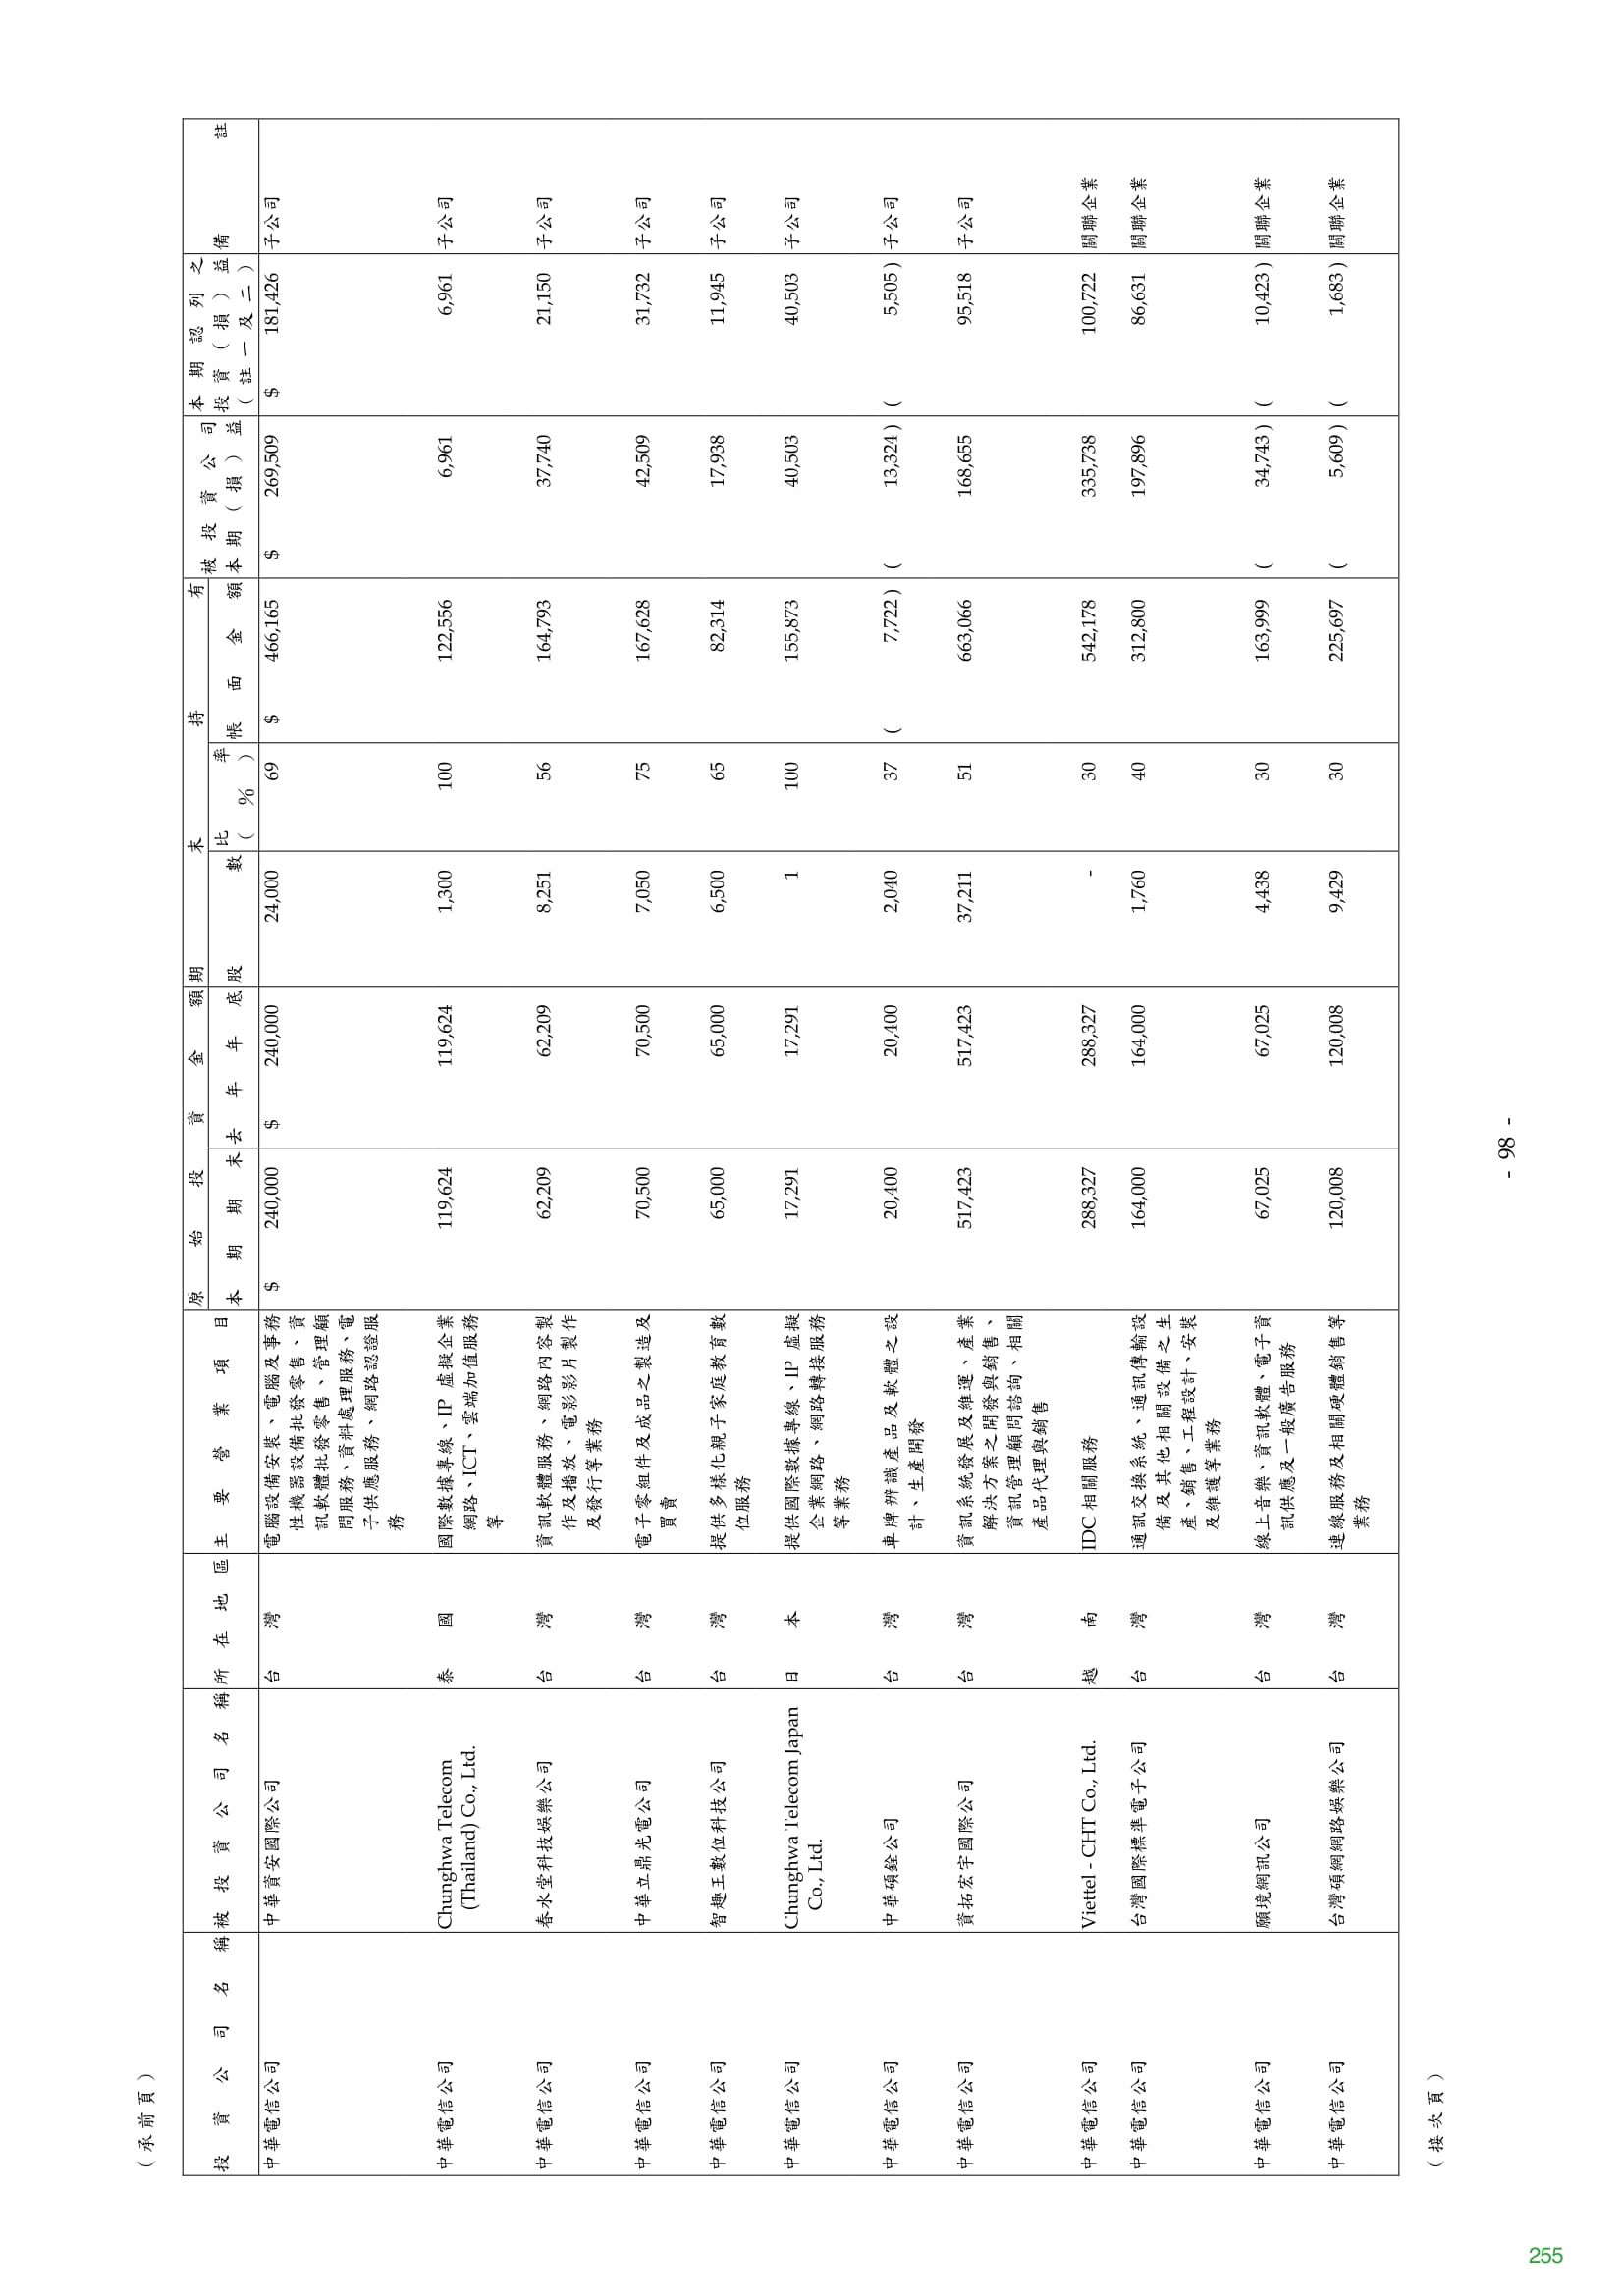 （承前頁）
投資公司名稱 被投資公司名稱 所在地區 主要營業項目 原始投資金額 期末持有 被投資公司 本期認列之 備註
本期末 去年年底 股數 比率 帳面金額 本期（損）益 投資（損）益
（%） （註一及二）
中華電信公司 中華資安國際公司 台灣 電腦設備安裝、電腦及事務 $ 240,000 $ 240,000 24,000 69 $ 466,165 $ 269,509 $ 181,426 子公司
性機器設備批發零售、資
訊軟體批發零售、管理顧
問服務、資料處理服務、電
子供應服務、網路認證服
務
中華電信公司 Chunghwa Telecom 泰國 國際數據專線、IP 虛擬企業 119,624 119,624 1,300 100 122,556 6,961 6,961 子公司
(Thailand) Co., Ltd. 網路、ICT、雲端加值服務
等
中華電信公司 春水堂科技娛樂公司 台灣 資訊軟體服務、網路內容製 62,209 62,209 8,251 56 164,793 37,740 21,150 子公司
作及播放、電影影片製作
及發行等業務
中華電信公司 中華立鼎光電公司 台灣 電子零組件及成品之製造及 70,500 70,500 7,050 75 167,628 42,509 31,732 子公司
買賣
中華電信公司 智趣王數位科技公司 台灣 提供多樣化親子家庭教育數 65,000 65,000 6,500 65 82,314 17,938 11,945 子公司
位服務
中華電信公司 Chunghwa Telecom Japan 日本 提供國際數據專線、IP 虛擬 17,291 17,291 1 100 155,873 40,503 40,503 子公司
Co., Ltd. 企業網路、網路轉接服務
等業務
中華電信公司 中華碩銓公司 台灣 車牌辨識產品及軟體之設 20,400 20,400 2,040 37 ( 7,722) ( 13,324) ( 5,505) 子公司
計、生產開發
中華電信公司 資拓宏宇國際公司 台灣 資訊系統發展及維運、產業 517,423 517,423 37,211 51 663,066 168,655 95,518 子公司
解決方案之開發與銷售、
資訊管理顧問諮詢、相關
產品代理與銷售
中華電信公司 Viettel - CHT Co., Ltd. 越南 IDC 相關服務 288,327 288,327 - 30 542,178 335,738 100,722 關聯企業
中華電信公司 台灣國際標準電子公司 台灣 通訊交換系統、通訊傳輸設 164,000 164,000 1,760 40 312,800 197,896 86,631 關聯企業
備及其他相關設備之生
產、銷售、工程設計、安裝
及維護等業務
中華電信公司 願境網訊公司 台灣 線上音樂、資訊軟體、電子資 67,025 67,025 4,438 30 163,999 ( 34,743) ( 10,423) 關聯企業
訊供應及一般廣告服務
中華電信公司 台灣碩網網路娛樂公司 台灣 連線服務及相關硬體銷售等 120,008 120,008 9,429 30 225,697 ( 5,609) ( 1,683) 關聯企業
業務
（接次頁）
- 98 -
255